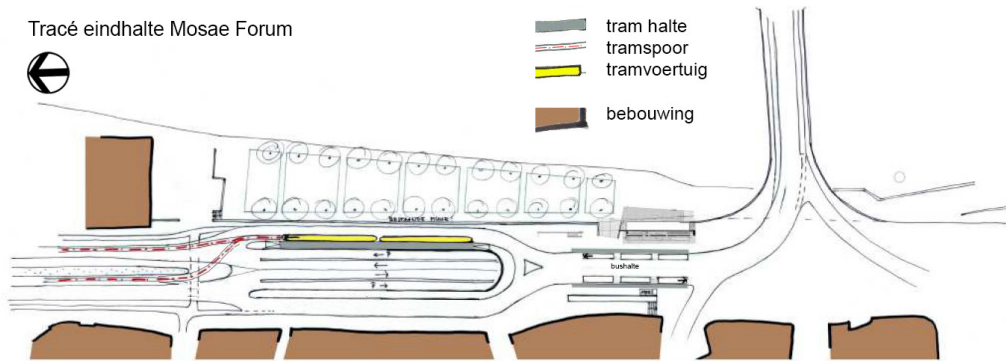 Tracé eindhalte Mosae Forum
tram halte
tramspoor
tramvoertuig
bebouwing
bushalte
P
P